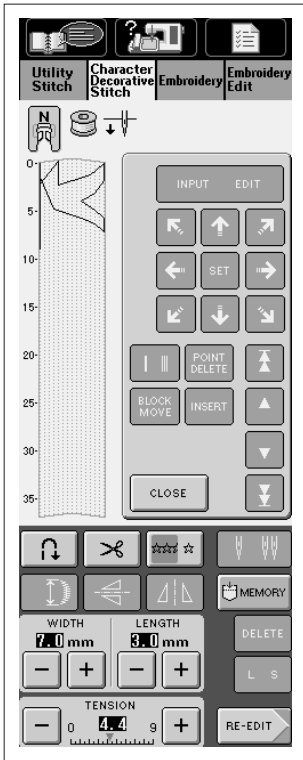 ?
Utility
Stitch
Character
Decorative
Stitch
Embroidery
Embroidery
Edit
N
0-
5-
10-
15-
20-
25-
30-
35-
INPUT EDIT
SET
POINT
DELETE
BLOCK
MOVE
INSERT
CLOSE
MEMORY
WIDTH
7.0 mm
LENGTH
3.0 mm
DELETE
- +
- +
L S
TENSION
- 0 4.4 9 +
RE-EDIT